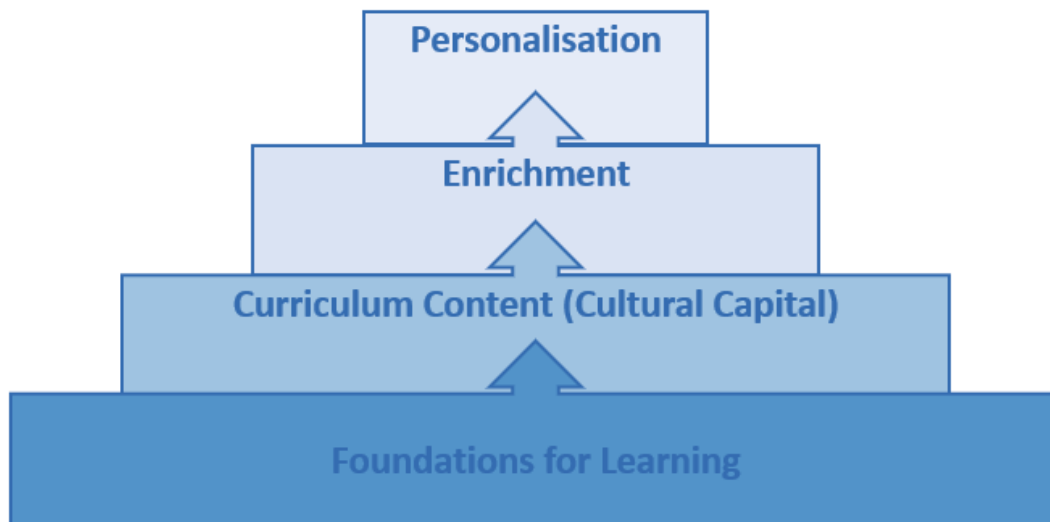 Personalisation
Enrichment
Curriculum Content (Cultural Capital)
Foundations for Learning